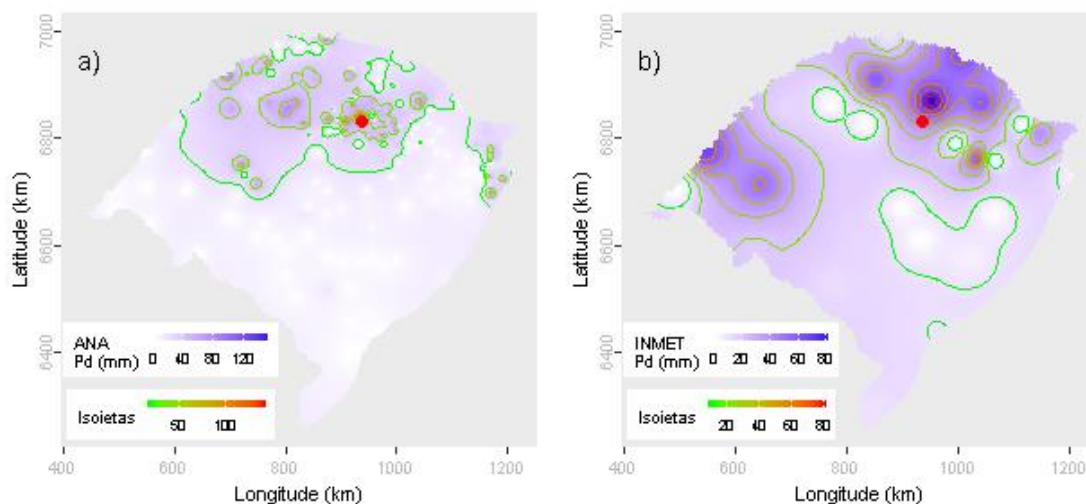 a)
7000
6800
6600
6400
Latitude (km)
ANA
Pd (mm) 0 40 80 120
Isoietas 50 100
400 600 800 1000 1200
Longitude (km)
b)
7000
6800
6600
6400
Latitude (km)
INMET
Pd (mm) 0 20 40 60 80
Isoietas 20 40 60 80
400 600 800 1000 1200
Longitude (km)